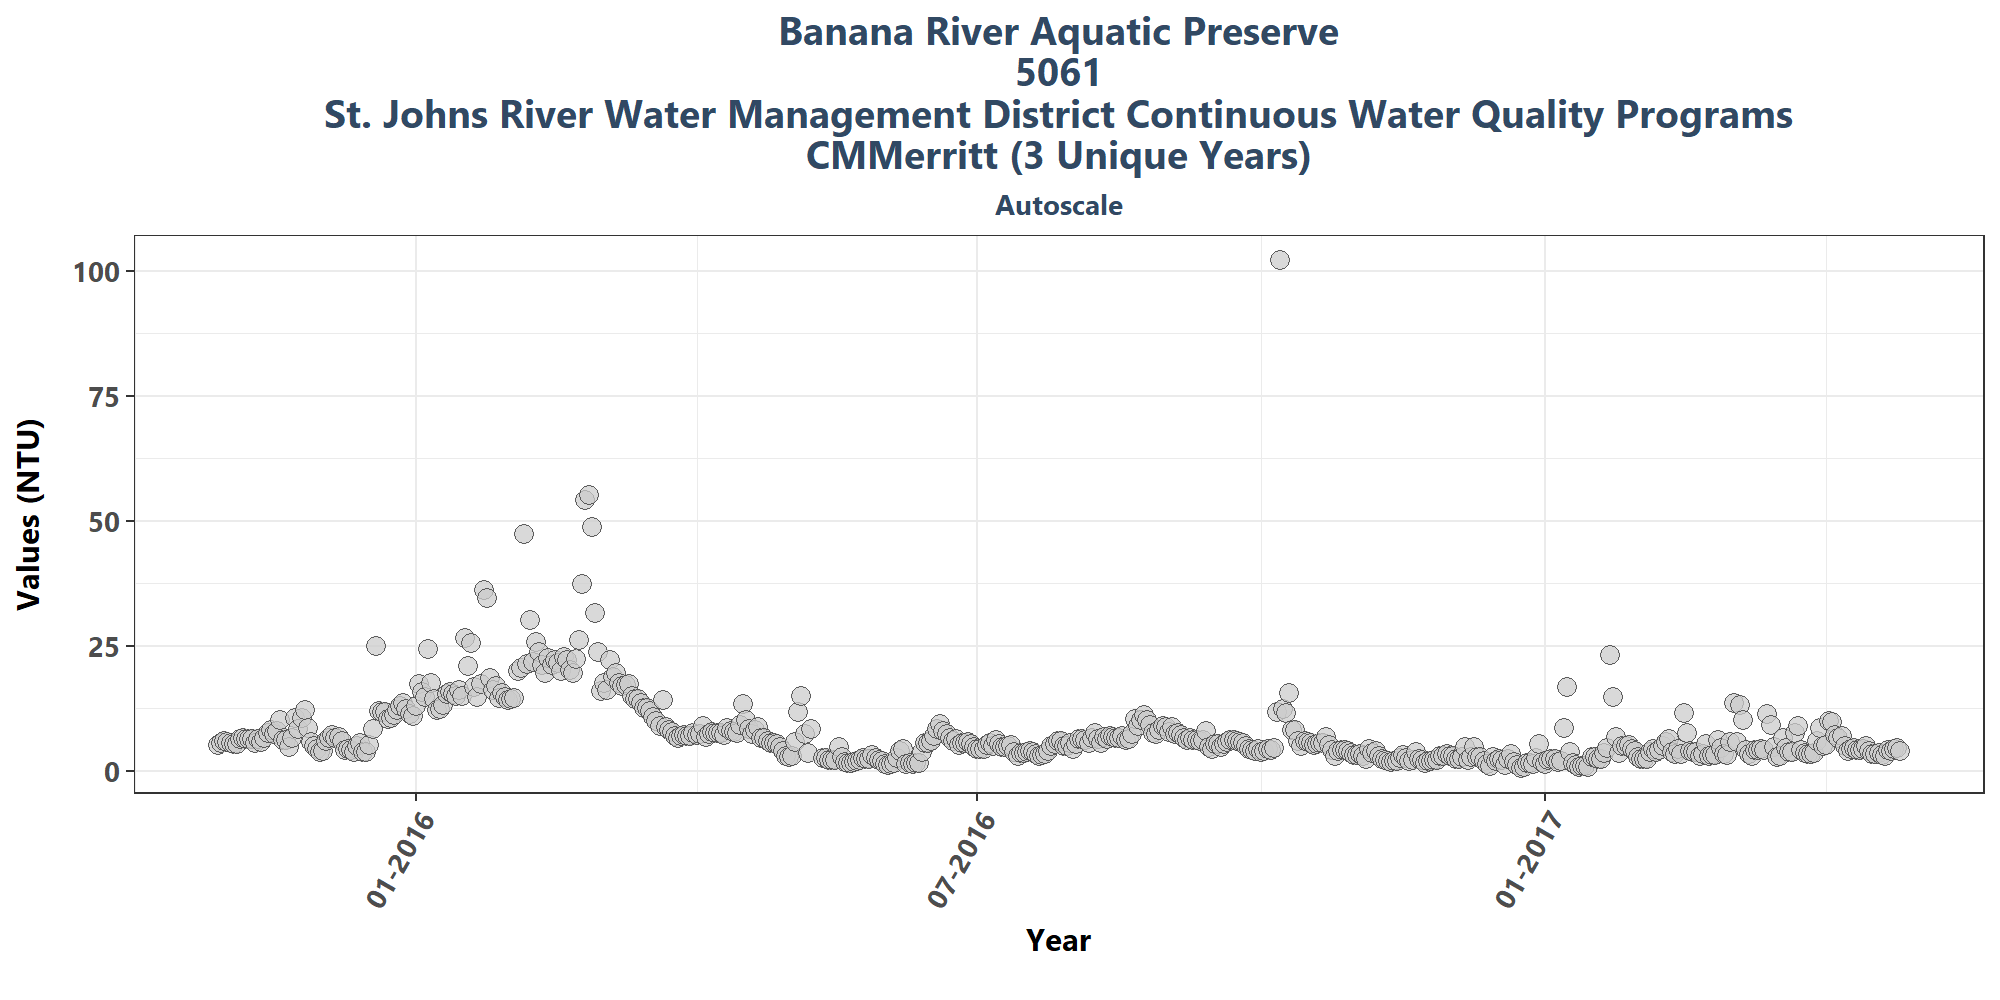 Banana River Aquatic Preserve
5061
St. Johns River Water Management District Continuous Water Quality Programs
CMMerritt (3 Unique Years)
Autoscale
100
75
50
25
0
Values (NTU)
01-2016
07-2016
01-2017
Year